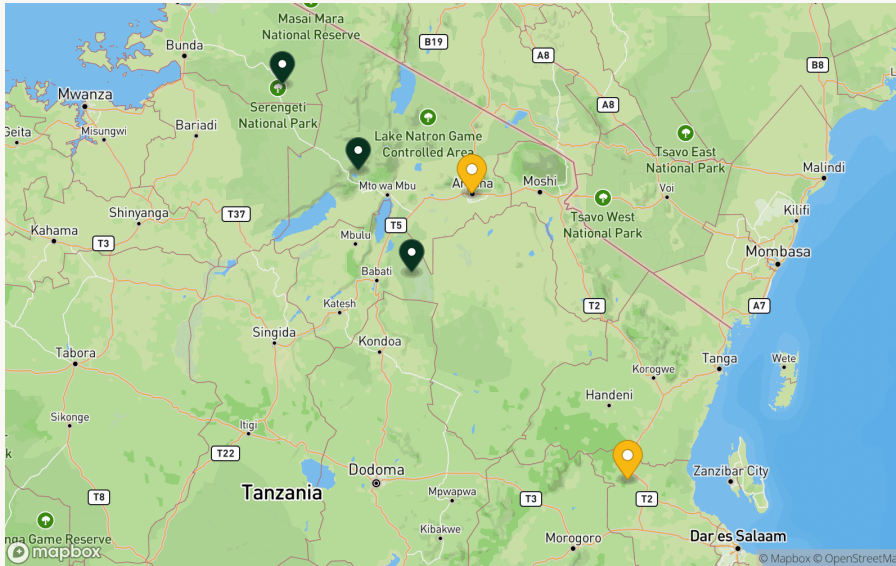 Masai Mara
National Reserve
B19
A8
B8
Bunda
Mwanza
Serengeti
National Park
A8
Geita
Misungwi
Bariadi
Lake Natron Game
Controlled Area
Tsavo East
National Park
Malindi
Moshi
Voi
Mto wa Mbu
Tsavo West
National Park
Kilifi
Shinyanga
T37
T5
Kahama
T3
Mbulu
Mombasa
Babati
Katesh
T2
A7
Singida
Kondoa
Tabora
Tanga
Wete
Korogwe
Handeni
Sikonge
Itigi
T22
Dodoma
Zanzibar City
Tanzania
T8
Mpwapwa
T3
T2
nga Game Reserve
Kibakwe
Morogoro
Dar es Salaam
mapbox
© Mapbox © OpenStreetMa